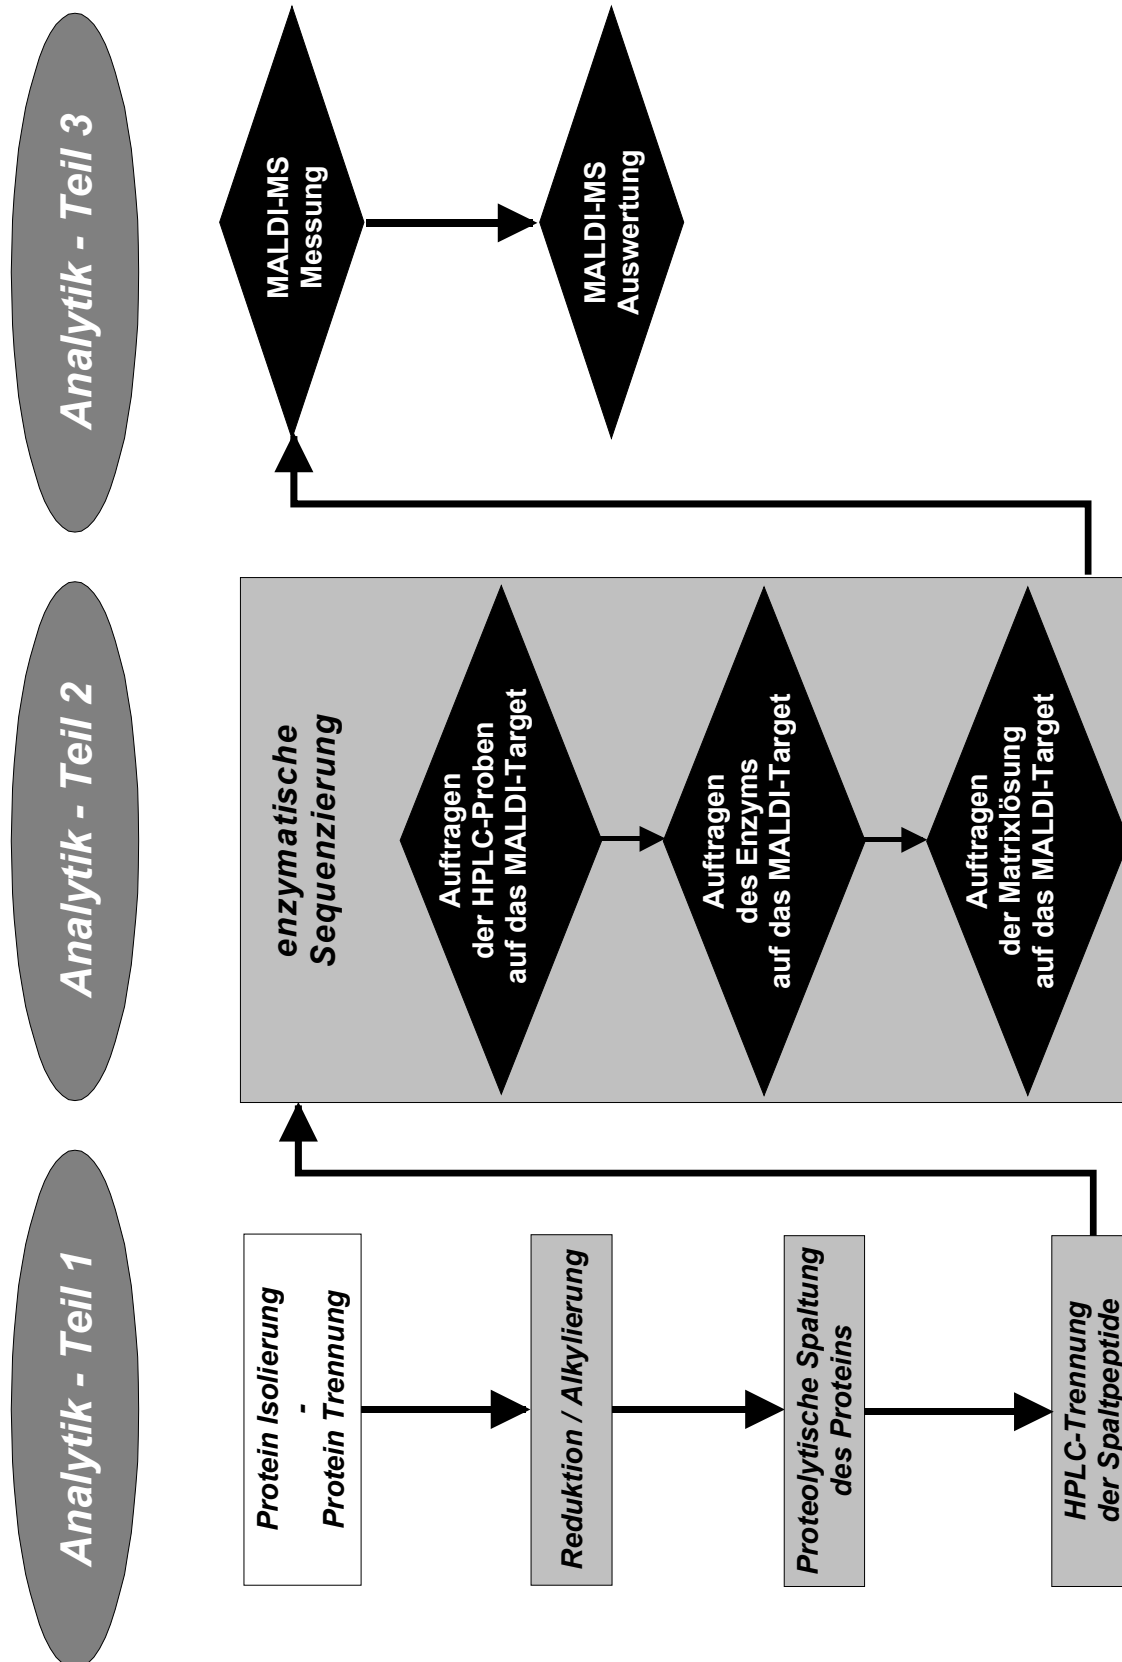 Analytik - Teil 1
Protein Isolierung
-
Protein Trennung
Reduktion / Alkylierung
Proteolytische Spaltung
des Proteins
HPLC-Trennung
der Spaltpeptide
Analytik - Teil 2
enzymatische
Sequenzierung
Auftragen
der HPLC-Proben
auf das MALDI-Target
Auftragen
des Enzyms
auf das MALDI-Target
Auftragen
der Matrixlösung
auf das MALDI-Target
Analytik - Teil 3
MALDI-MS
Messung
MALDI-MS
Auswertung